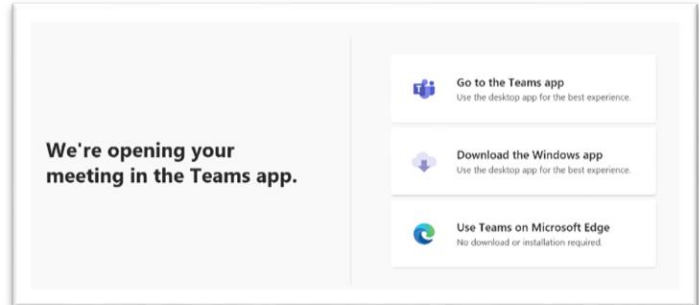 We're opening your
meeting in the Teams app.
Go to the Teams app
Use the desktop app for the best experience.
Download the Windows app
Use the desktop app for the best experience.
Use Teams on Microsoft Edge
No download or installation required.